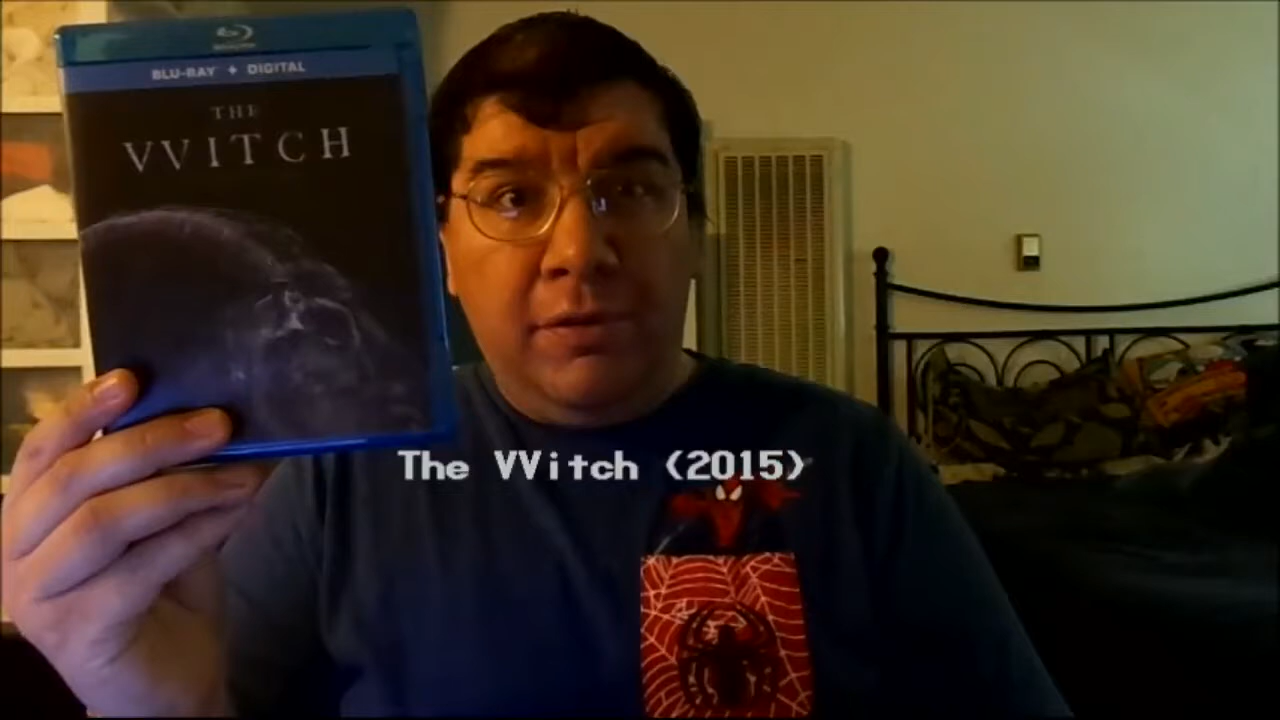 BLU-RAY + DIGITAL
THE
VVITCH
The VVitch (2015)